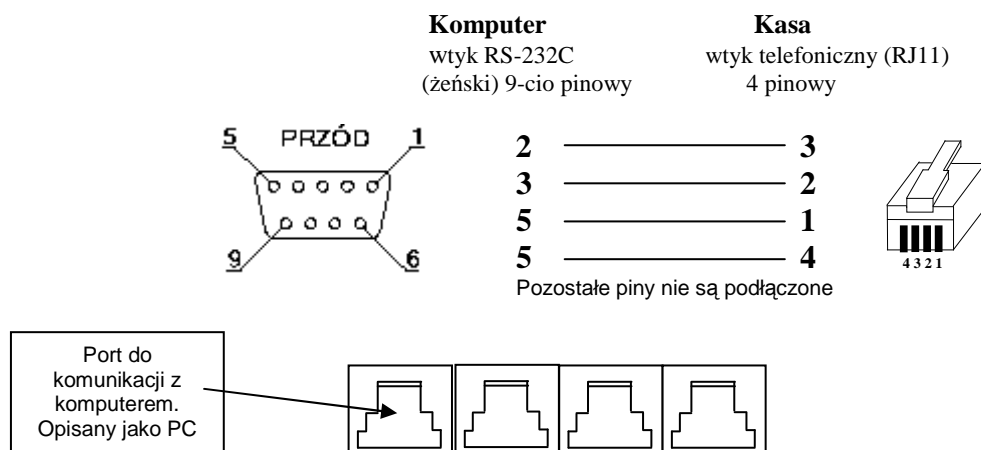 Komputer
wtyk RS-232C
(żeński) 9-cio pinowy
Kasa
wtyk telefoniczny (RJ11)
4 pinowy
5 PRZÓD 1
9 6
2 3
3 2
5 1
5 4
Pozostałe piny nie są podłączone
4 3 2 1
Port do
komunikacji z
komputerem.
Opisany jako PC